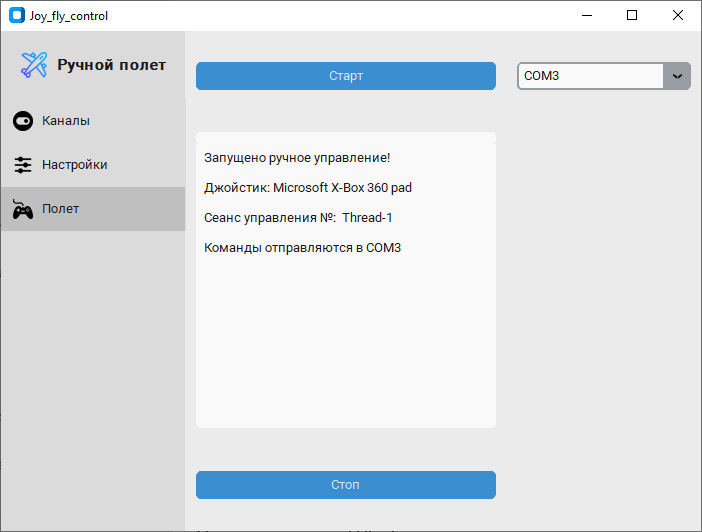 Joy_fly_control
Ручной полет
Каналы
Настройки
Полет
Старт
COM3
Запущено ручное управление!
Джойстик: Microsoft X-Box 360 pad
Сеанс управления №:  Thread-1
Команды отправляются в COM3
Стоп